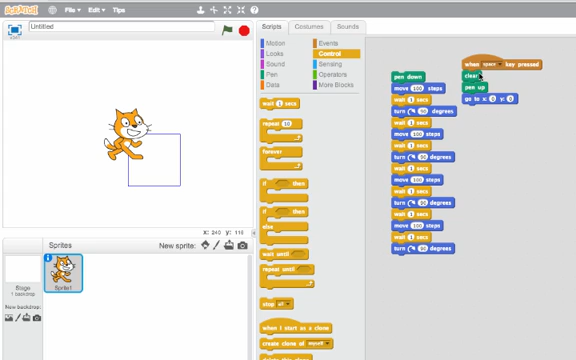 SCRATCH File Edit Tips
Untitled
Scripts Costumes Sounds
Motion Events
Looks Control
Sound Sensing
Pen Operators
Data More Blocks
wait 1 secs
repeat 10
forever
if then
if then
else
wait until
repeat until
stop all
when I start as a clone
create clone of myself
pen down
move 100 steps
wait 1 secs
turn 90 degrees
wait 1 secs
move 100 steps
wait 1 secs
turn degrees
wait 1 secs
move 100 steps
wait 1 secs
turn degrees
wait 1 secs
move 100 steps
wait 1 secs
turn degrees
when space key pressed
clear
pen up
go to x: 0 y: 0
x: 240 y: 116
Sprites New sprite:
Stage
1 backdrop
New backdrop:
Sprite1